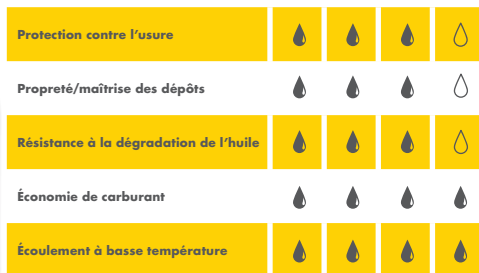 Protection contre l'usure
Propreté/maîtrise des dépôts
Résistance à la dégradation de l'huile
Économie de carburant
Écoulement à basse température